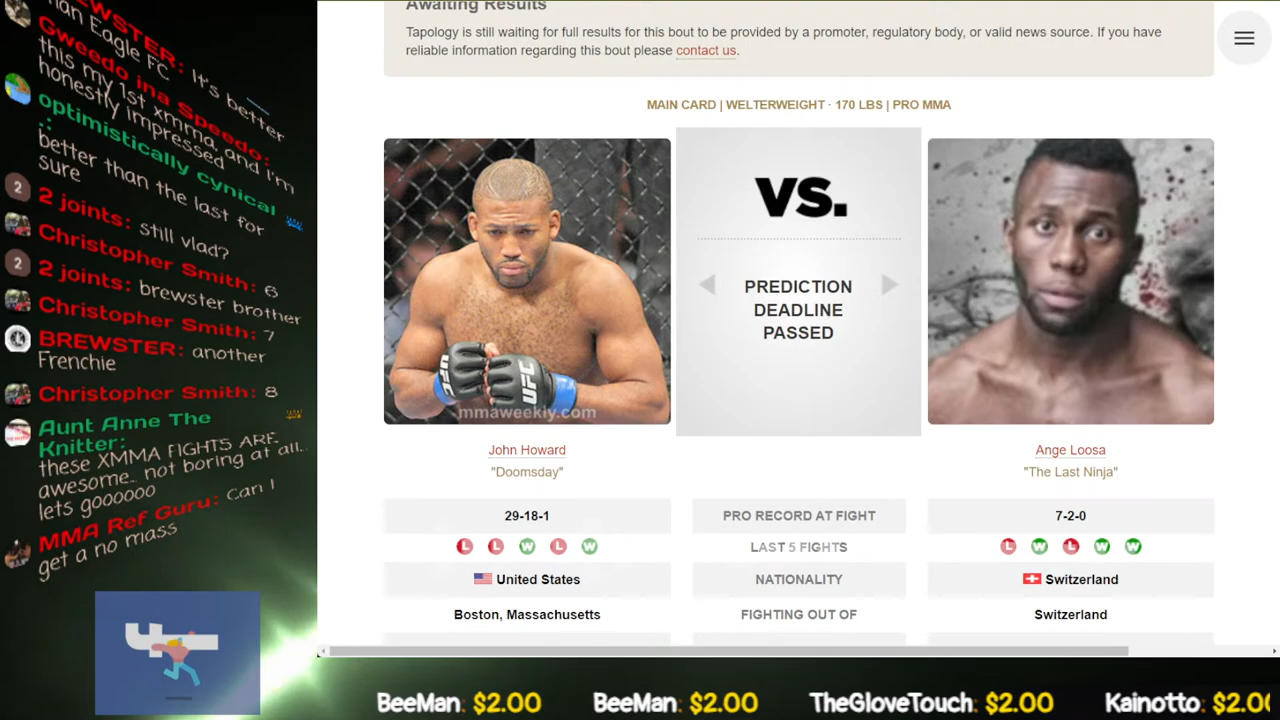 EWSTER: It's better
han Eagle FC
Gweedo ina Speedo:
this my 1st xmma, and I'm
honestly impressed
optimistically cynical
.:
better than the last for
sure
2 joints: still vlad?
Christopher Smith: 6
2 joints: brewster brother
Christopher Smith: 7
BREWSTER: another
Frenchie
Christopher Smith: 8
Aunt Anne The
Knitter:
these XMMA FIGHTS ARE
awesome.. not boring at all...
lets goooooo
MMA Ref Guru: Can I
get a no mass
Awaiting Results
Tapology is still waiting for full results for this bout to be provided by a promoter, regulatory body, or valid news source. If you have
reliable information regarding this bout please contact us.
MAIN CARD | WELTERWEIGHT · 170 LBS | PRO MMA
VS.
PREDICTION
DEADLINE
PASSED
UFC
UFC
mmaweekly.com
John Howard
Ange Loosa
"Doomsday"
"The Last Ninja"
29-18-1
PRO RECORD AT FIGHT
7-2-0
L L W L W
LAST 5 FIGHTS
L W L W W
United States
NATIONALITY
Switzerland
Boston, Massachusetts
FIGHTING OUT OF
Switzerland
BeeMan: $2.00
BeeMan: $2.00
TheGloveTouch: $2.00
Kainotto: $2.0